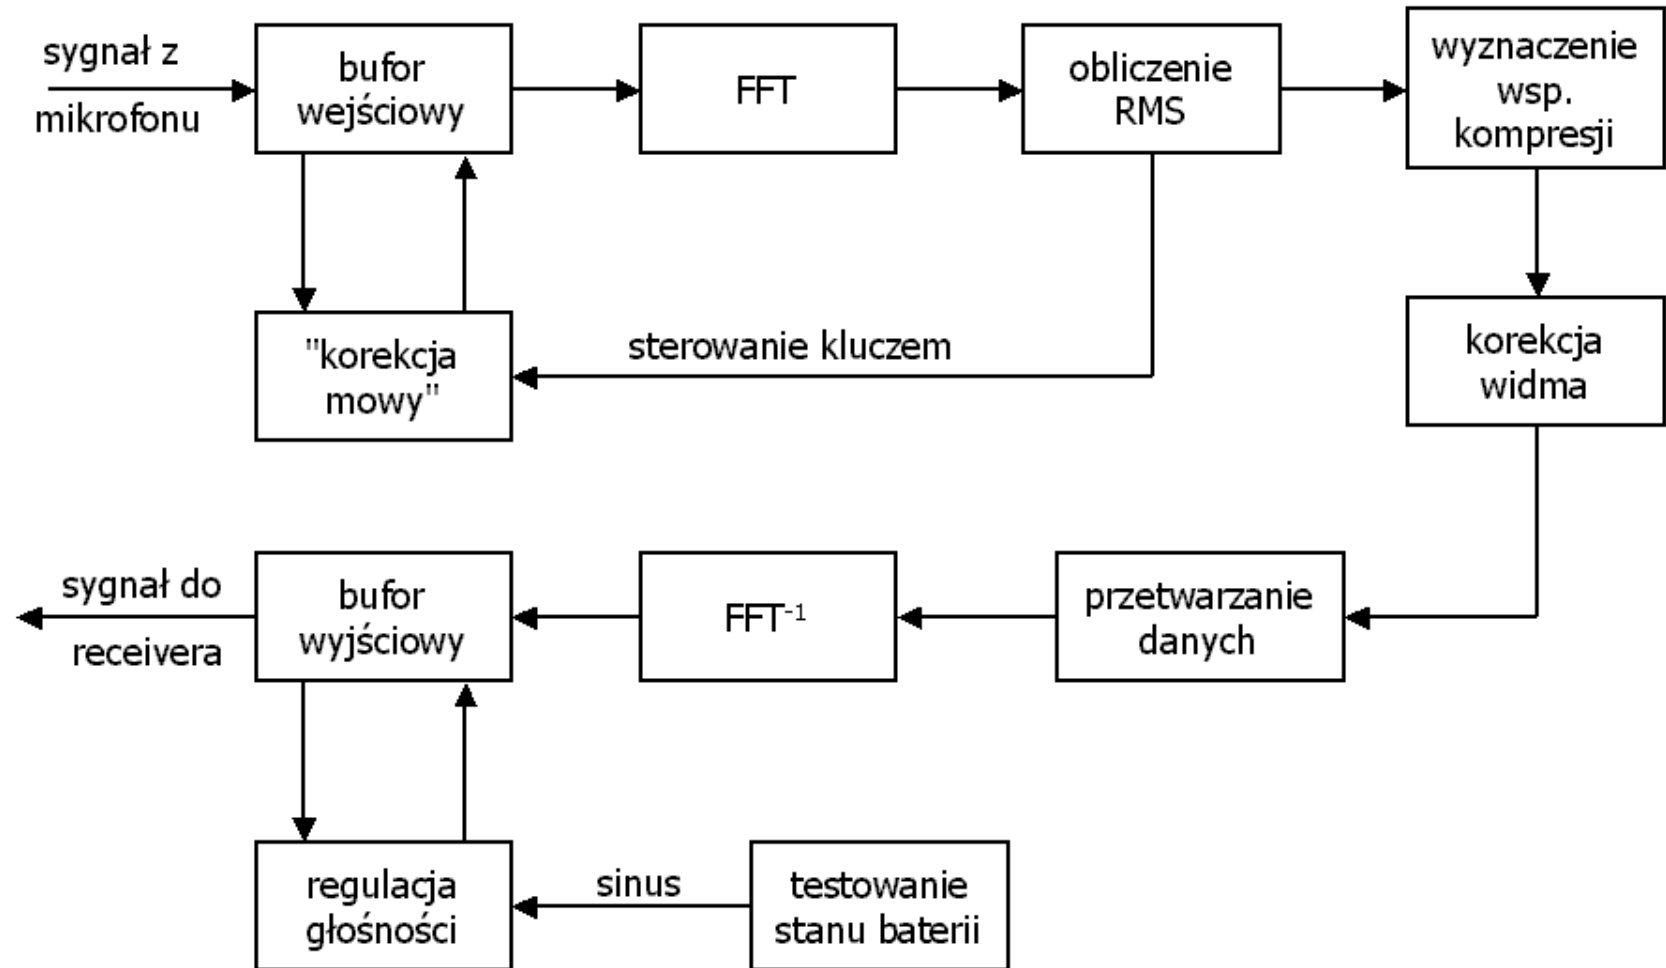 sygnał z
mikrofonu
bufor
wejściowy
FFT
obliczenie
RMS
wyznaczenie
wsp.
kompresji
"korekcja
mowy"
sterowanie kluczem
korekcja
widma
sygnał do
receivera
bufor
wyjściowy
FFT⁻¹
przetwarzanie
danych
regulacja
głośności
sinus
testowanie
stanu baterii